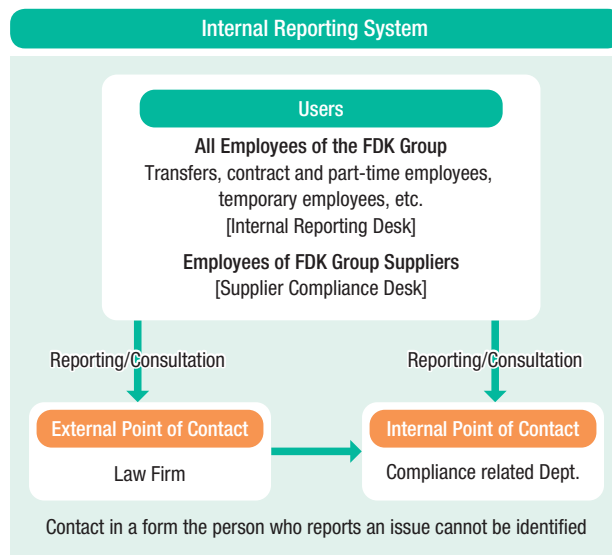 Internal Reporting System
Users
All Employees of the FDK Group
Transfers, contract and part-time employees,
temporary employees, etc.
[Internal Reporting Desk]
Employees of FDK Group Suppliers
[Supplier Compliance Desk]
Reporting/Consultation
Reporting/Consultation
External Point of Contact
Law Firm
Internal Point of Contact
Compliance related Dept.
Contact in a form the person who reports an issue cannot be identified